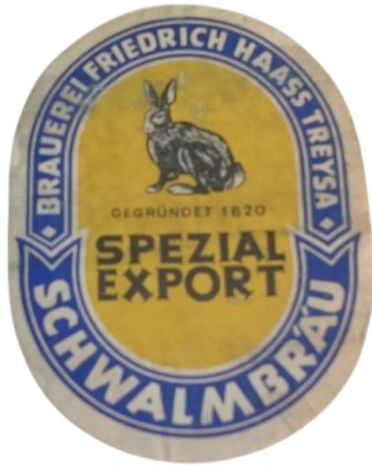 BRAUEREI FRIEDRICH HAASS TREYSA
GEGRÜNDET 1820
SPEZIAL
EXPORT
SCHWALMBRÄU